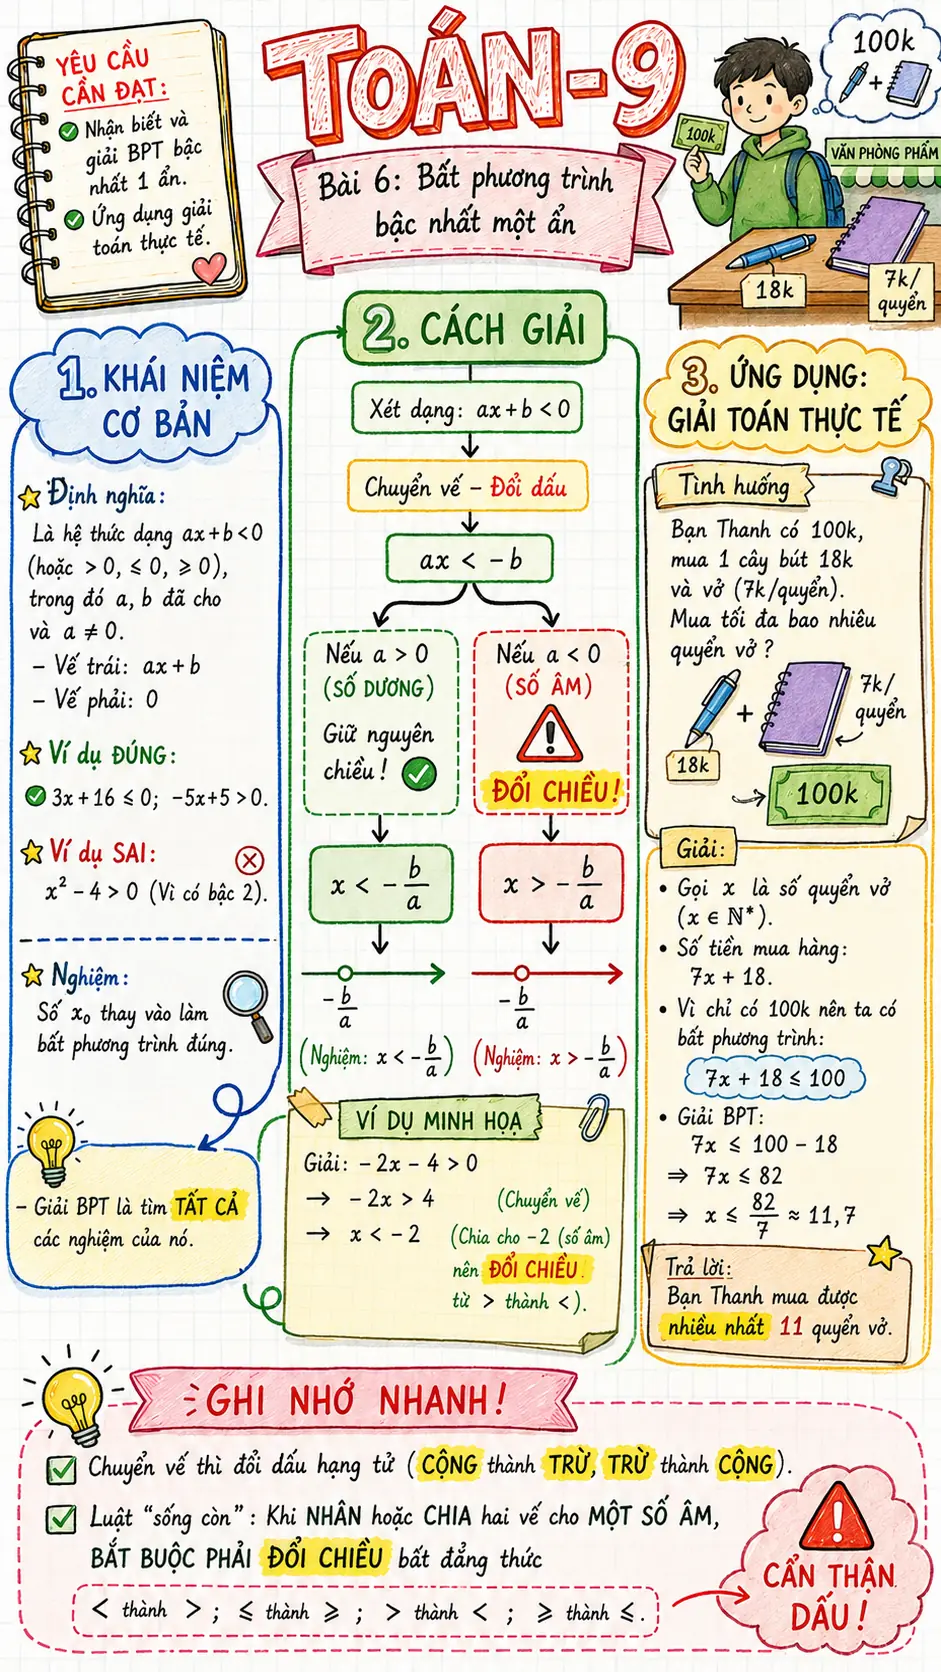 YÊU CẦU
CẦN ĐẠT:
Nhận biết và
giải BPT bậc
nhất 1 ẩn.
Ứng dụng giải
toán thực tế.
TOÁN-9
Bài 6: Bất phương trình
bậc nhất một ẩn
100k
+
100k
VĂN PHÒNG PHẨM
18k
7k/
quyển
1. KHÁI NIỆM
CƠ BẢN
Định nghĩa:
Là hệ thức dạng ax+b<0
(hoặc > 0, ≤ 0, ≥ 0),
trong đó a, b đã cho
và a ≠ 0.
– Vế trái: ax+b
– Vế phải: 0
Ví dụ ĐÚNG:
3x+16 ≤ 0; -5x+5 >0.
Ví dụ SAI:
x² - 4 > 0 (Vì có bậc 2).
Nghiệm:
Số x₀ thay vào làm
bất phương trình đúng.
– Giải BPT là tìm TẤT CẢ
các nghiệm của nó.
2. CÁCH GIẢI
Xét dạng: ax+b < 0
Chuyển vế – Đổi dấu
ax < -b
Nếu a > 0
(SỐ DƯƠNG)
Giữ nguyên
chiều!
x < - b/a
- b/a
(Nghiệm: x < - b/a)
Nếu a < 0
(SỐ ÂM)
!
ĐỔI CHIỀU!
x > - b/a
- b/a
(Nghiệm: x > - b/a)
VÍ DỤ MINH HỌA
Giải: -2x - 4 > 0
→ -2x > 4 (Chuyển vế)
→ x < -2 (Chia cho -2 (số âm)
nên ĐỔI CHIỀU.
từ > thành <).
3. ỨNG DỤNG:
GIẢI TOÁN THỰC TẾ
Tình huống
Bạn Thanh có 100k,
mua 1 cây bút 18k
và vở (7k/quyển).
Mua tối đa bao nhiêu
quyển vở ?
+
7k/
quyển
18k
100k
Giải:
• Gọi x là số quyển vở
(x ∈ ℕ*).
• Số tiền mua hàng:
7x + 18.
• Vì chỉ có 100k nên ta có
bất phương trình:
7x + 18 ≤ 100
• Giải BPT:
7x ≤ 100 - 18
⇒ 7x ≤ 82
⇒ x ≤ 82/7 ≈ 11,7
Trả lời:
Bạn Thanh mua được
nhiều nhất 11 quyển vở.
GHI NHỚ NHANH!
Chuyển vế thì đổi dấu hạng tử (CỘNG thành TRỪ, TRỪ thành CỘNG).
Luật “sống còn”: Khi NHÂN hoặc CHIA hai vế cho MỘT SỐ ÂM,
BẮT BUỘC PHẢI ĐỔI CHIỀU bất đẳng thức
< thành > ; ≤ thành ≥ ; > thành < ; ≥ thành ≤.
!
CẨN THẬN
DẤU!